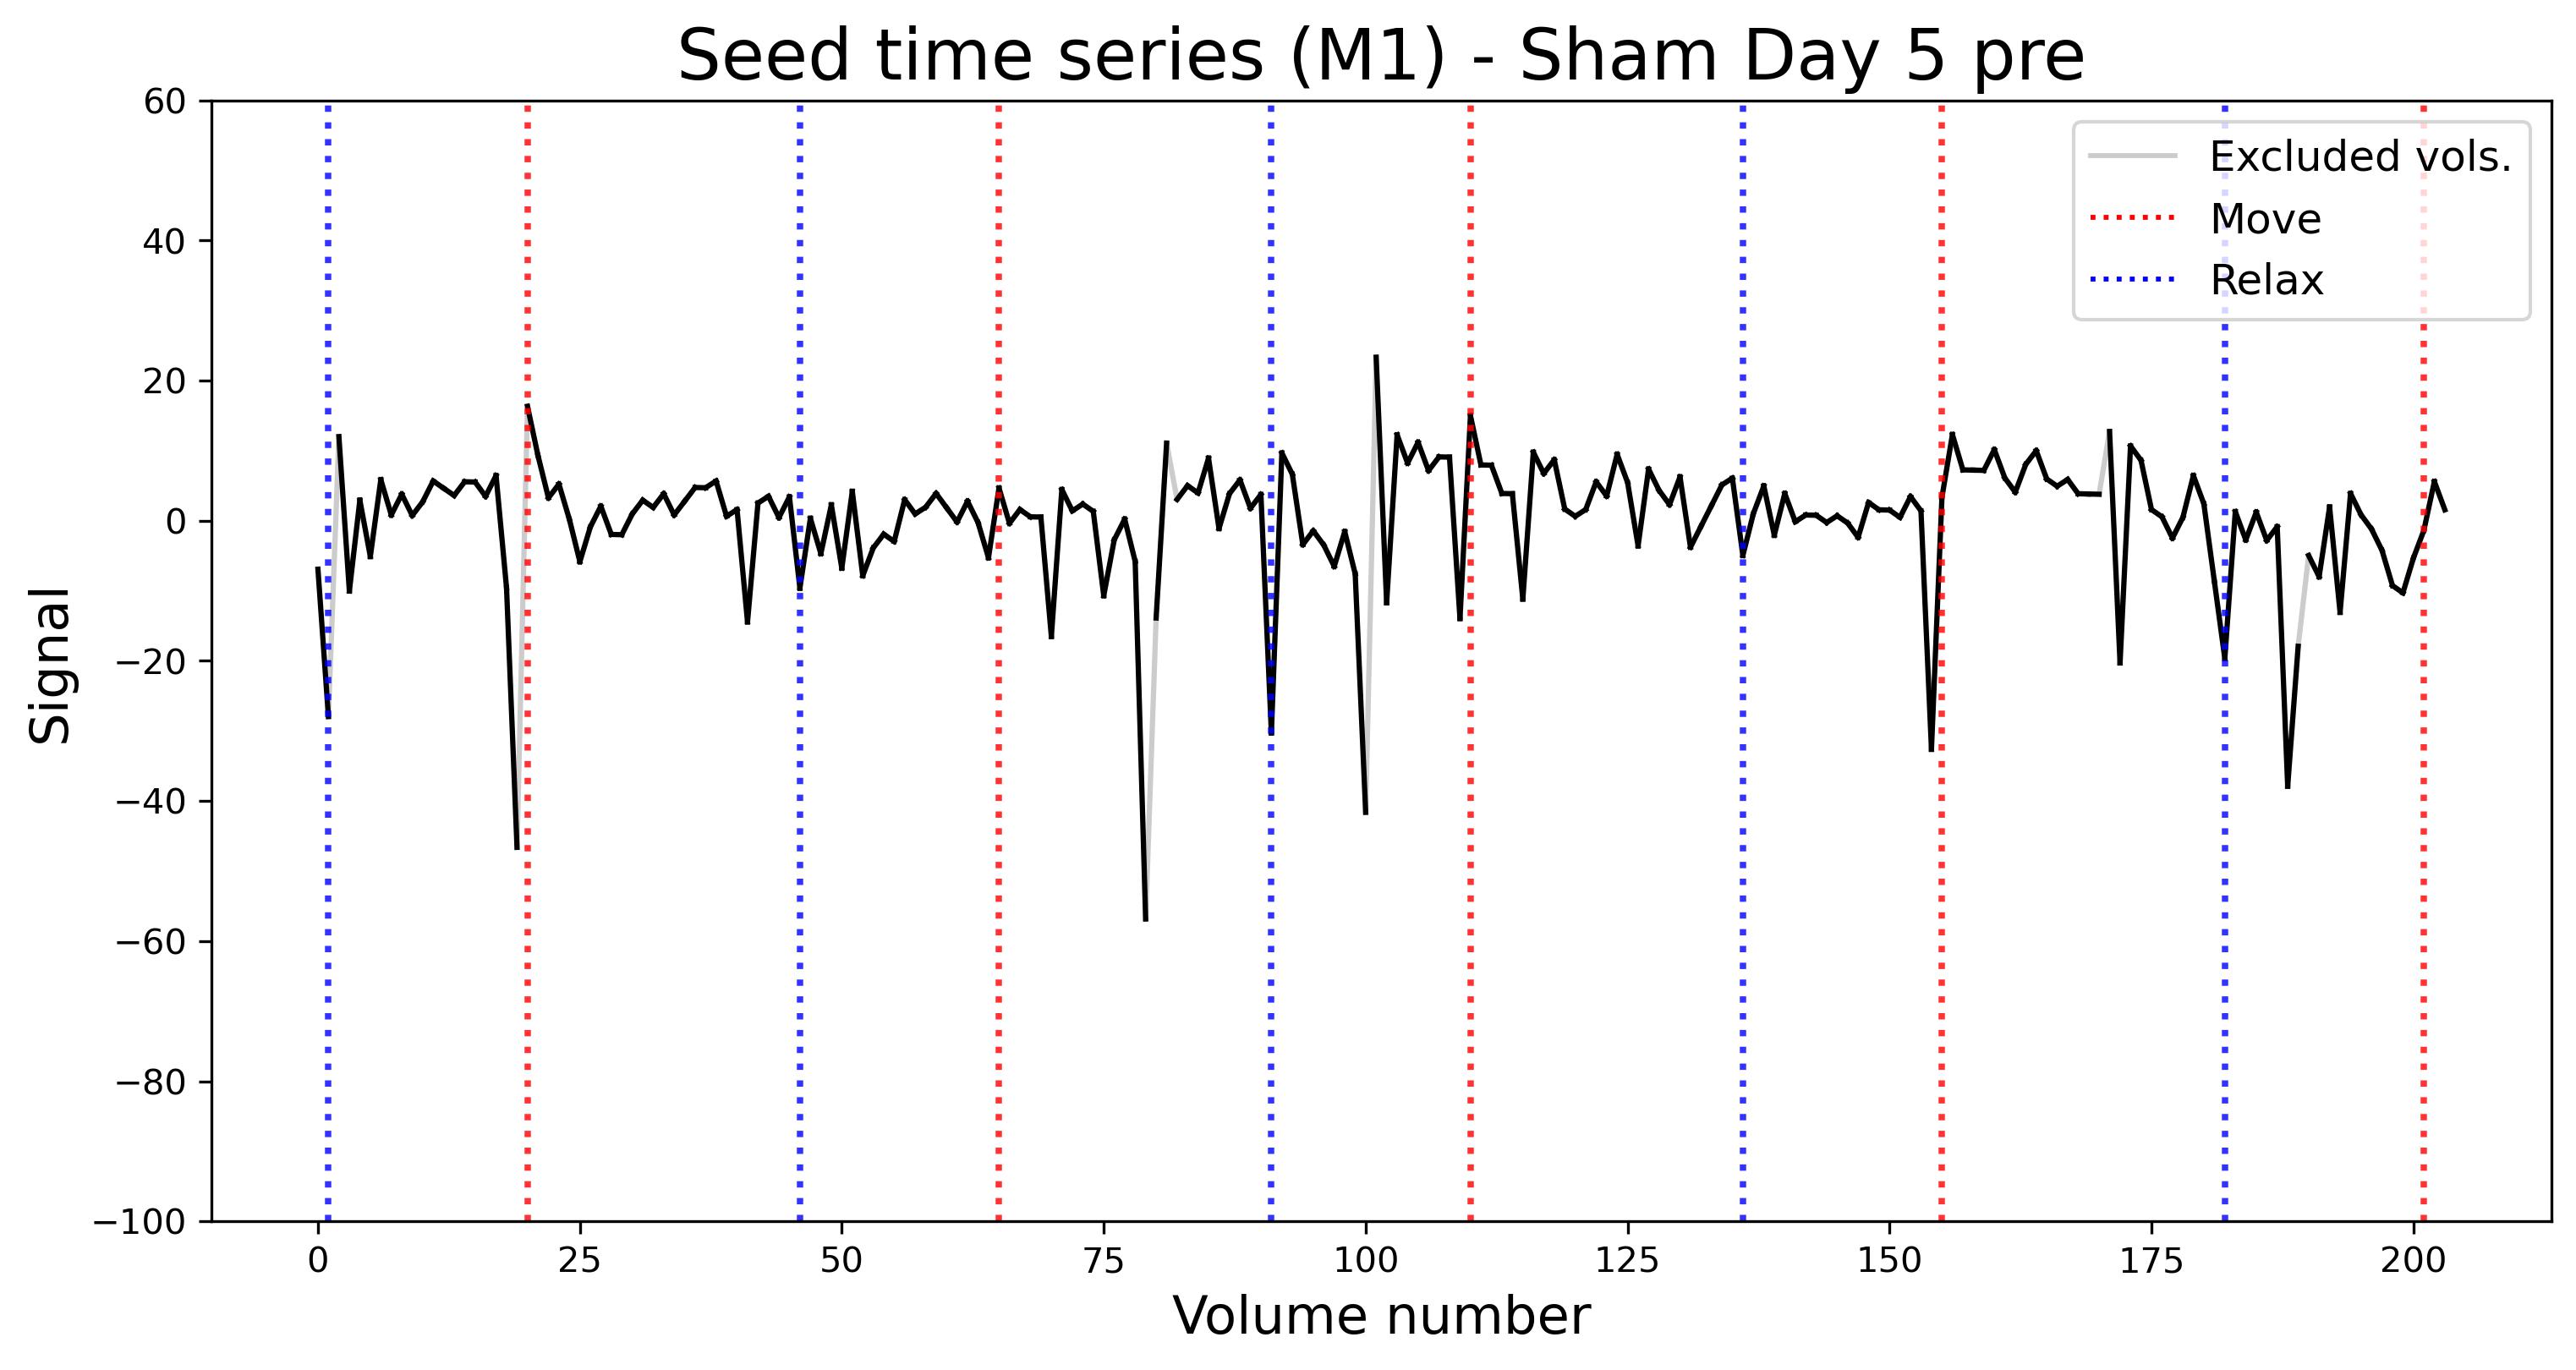 Seed time series (M1) - Sham Day 5 pre
60
40
20
0
−20
−40
−60
−80
−100
Signal
Excluded vols.
Move
Relax
0 25 50 75 100 125 150 175 200
Volume number